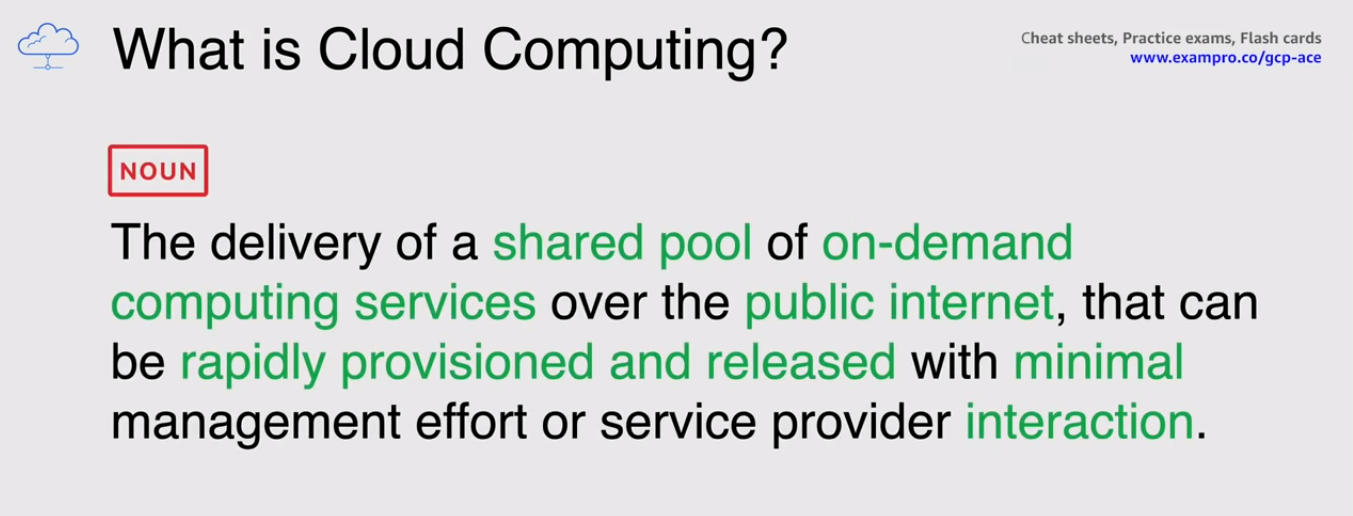 What is Cloud Computing?
Cheat sheets, Practice exams, Flash cards
www.exampro.co/gcp-ace
NOUN
The delivery of a shared pool of on-demand
computing services over the public internet, that can
be rapidly provisioned and released with minimal
management effort or service provider interaction.